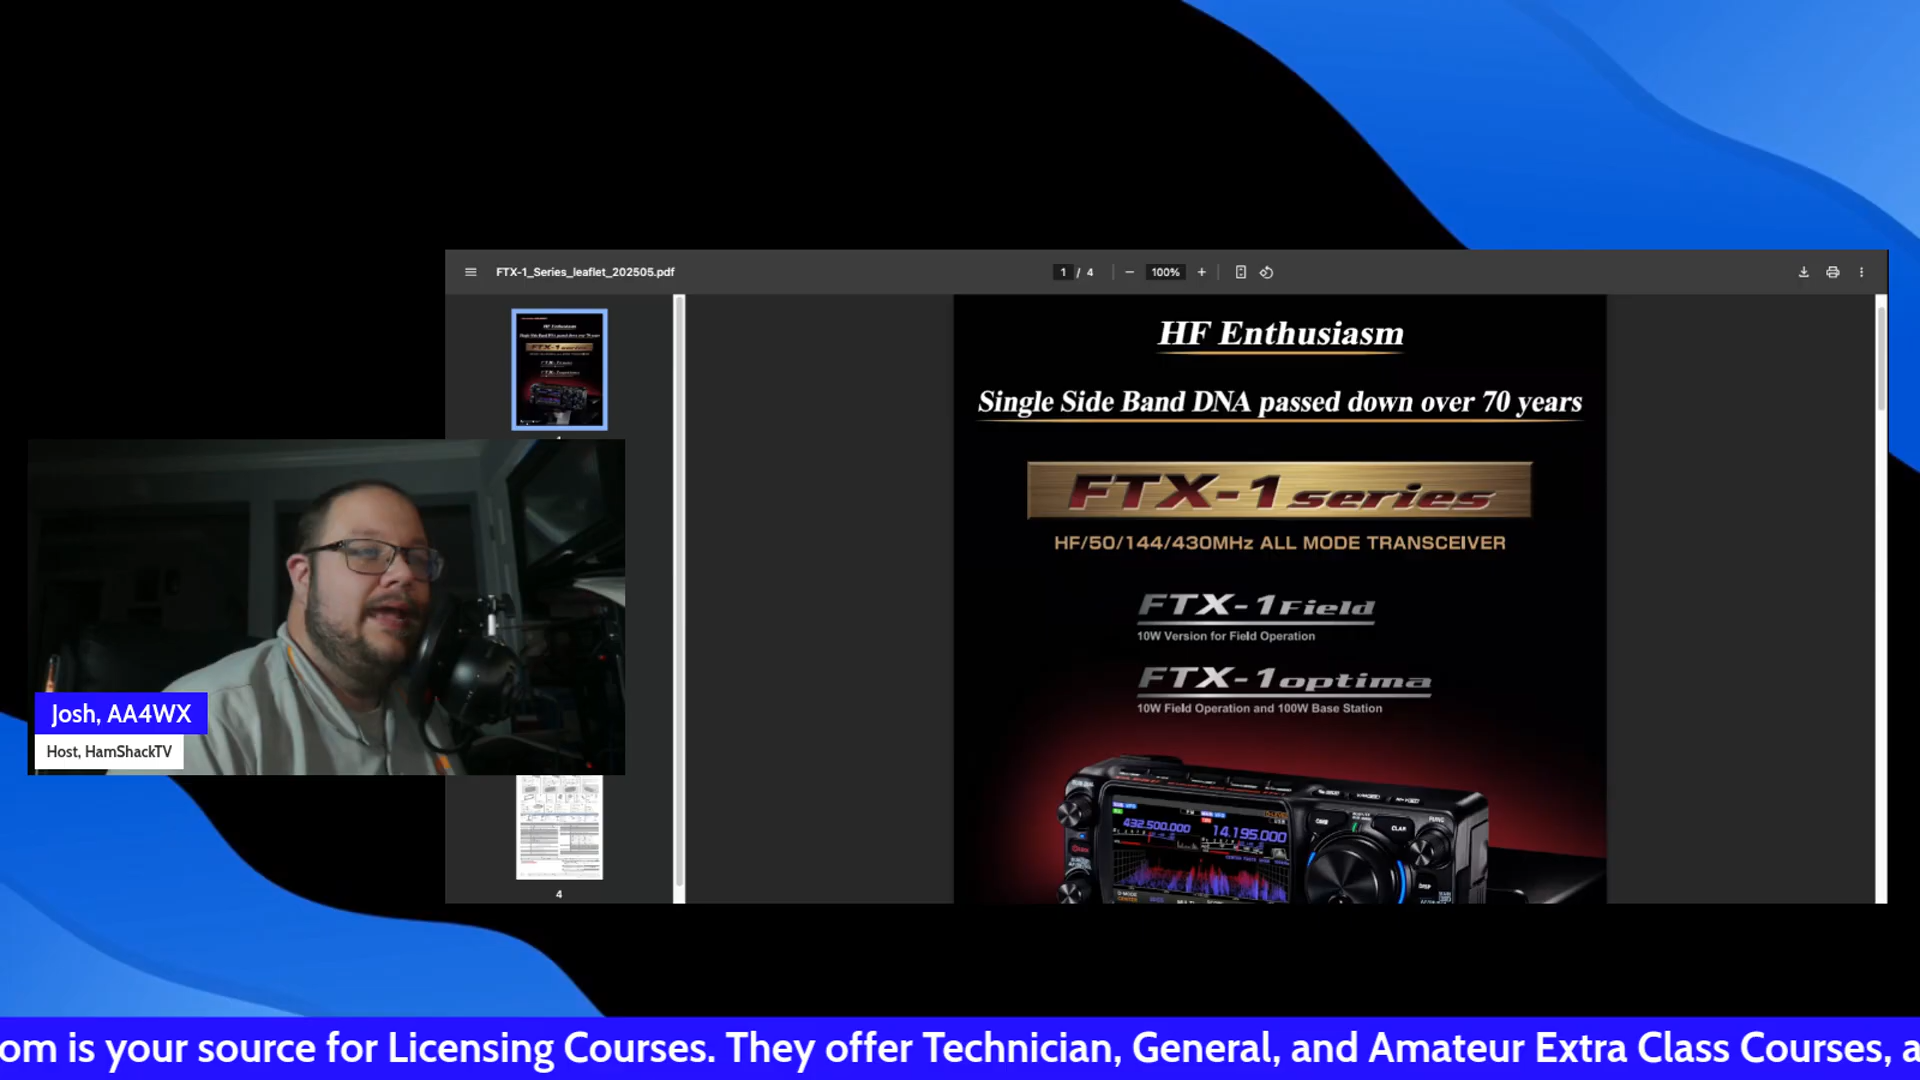 FTX-1_Series_leaflet_202505.pdf
1 / 4
100%
HF Enthusiasm
Single Side Band DNA passed down over 70 years
FTX-1 series
HF/50/144/430MHz ALL MODE TRANSCEIVER
FTX-1 Field
10W Version for Field Operation
FTX-1 optima
10W Field Operation and 100W Base Station
432.500.000
14.195.000
CLAR
FUNC
DISP
4
Josh, AA4WX
Host, HamShackTV
om is your source for Licensing Courses. They offer Technician, General, and Amateur Extra Class Courses, a